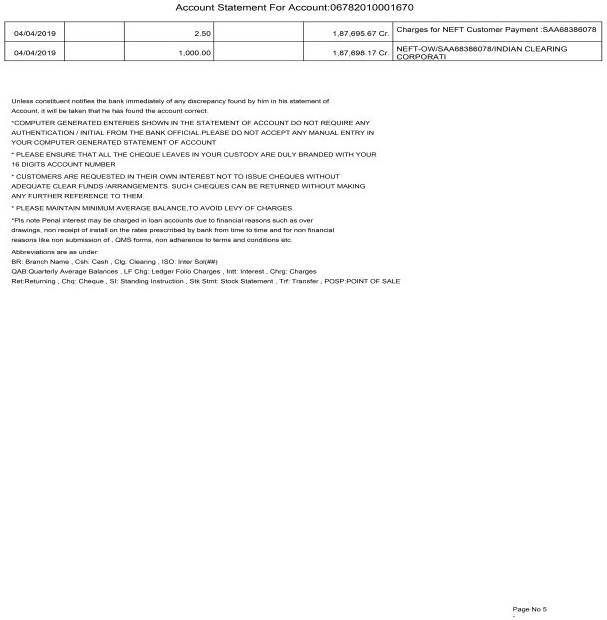 Account Statement For Account:06782010001670
04/04/2019 2.50 1,87,695.67 Cr. Charges for NEFT Customer Payment :SAA68386078
04/04/2019 1,000.00 1,87,698.17 Cr. NEFT-OW/SAA68386078/INDIAN CLEARING
CORPORATI
Unless constituent notifies the bank immediately of any discrepancy found by him in his statement of
Account, it will be taken that he has found the account correct.
*COMPUTER GENERATED ENTERIES SHOWN IN THE STATEMENT OF ACCOUNT DO NOT REQUIRE ANY
AUTHENTICATION / INITIAL FROM THE BANK OFFICIAL.PLEASE DO NOT ACCEPT ANY MANUAL ENTRY IN
YOUR COMPUTER GENERATED STATEMENT OF ACCOUNT
* PLEASE ENSURE THAT ALL THE CHEQUE LEAVES IN YOUR CUSTODY ARE DULY BRANDED WITH YOUR
16 DIGITS ACCOUNT NUMBER
* CUSTOMERS ARE REQUESTED IN THEIR OWN INTEREST NOT TO ISSUE CHEQUES WITHOUT
ADEQUATE CLEAR FUNDS /ARRANGEMENTS. SUCH CHEQUES CAN BE RETURNED WITHOUT MAKING
ANY FURTHER REFERENCE TO THEM.
* PLEASE MAINTAIN MINIMUM AVERAGE BALANCE,TO AVOID LEVY OF CHARGES.
*Pls note Penal interest may be charged in loan accounts due to financial reasons such as over
drawings, non receipt of install on the rates prescribed by bank from time to time and for non financial
reasons like non submission of , QMS forms, non adherence to terms and conditions etc.
Abbreviations are as under:
BR: Branch Name , Csh: Cash , Clg: Clearing , ISO: Inter Sol(##)
QAB:Quarterly Average Balances , LF Chg: Ledger Folio Charges , Intt: Interest , Chrg: Charges
Ret:Returning , Chq: Cheque , SI: Standing Instruction , Stk Stmt: Stock Statement , Trf: Transfer , POSP:POINT OF SALE
Page No 5